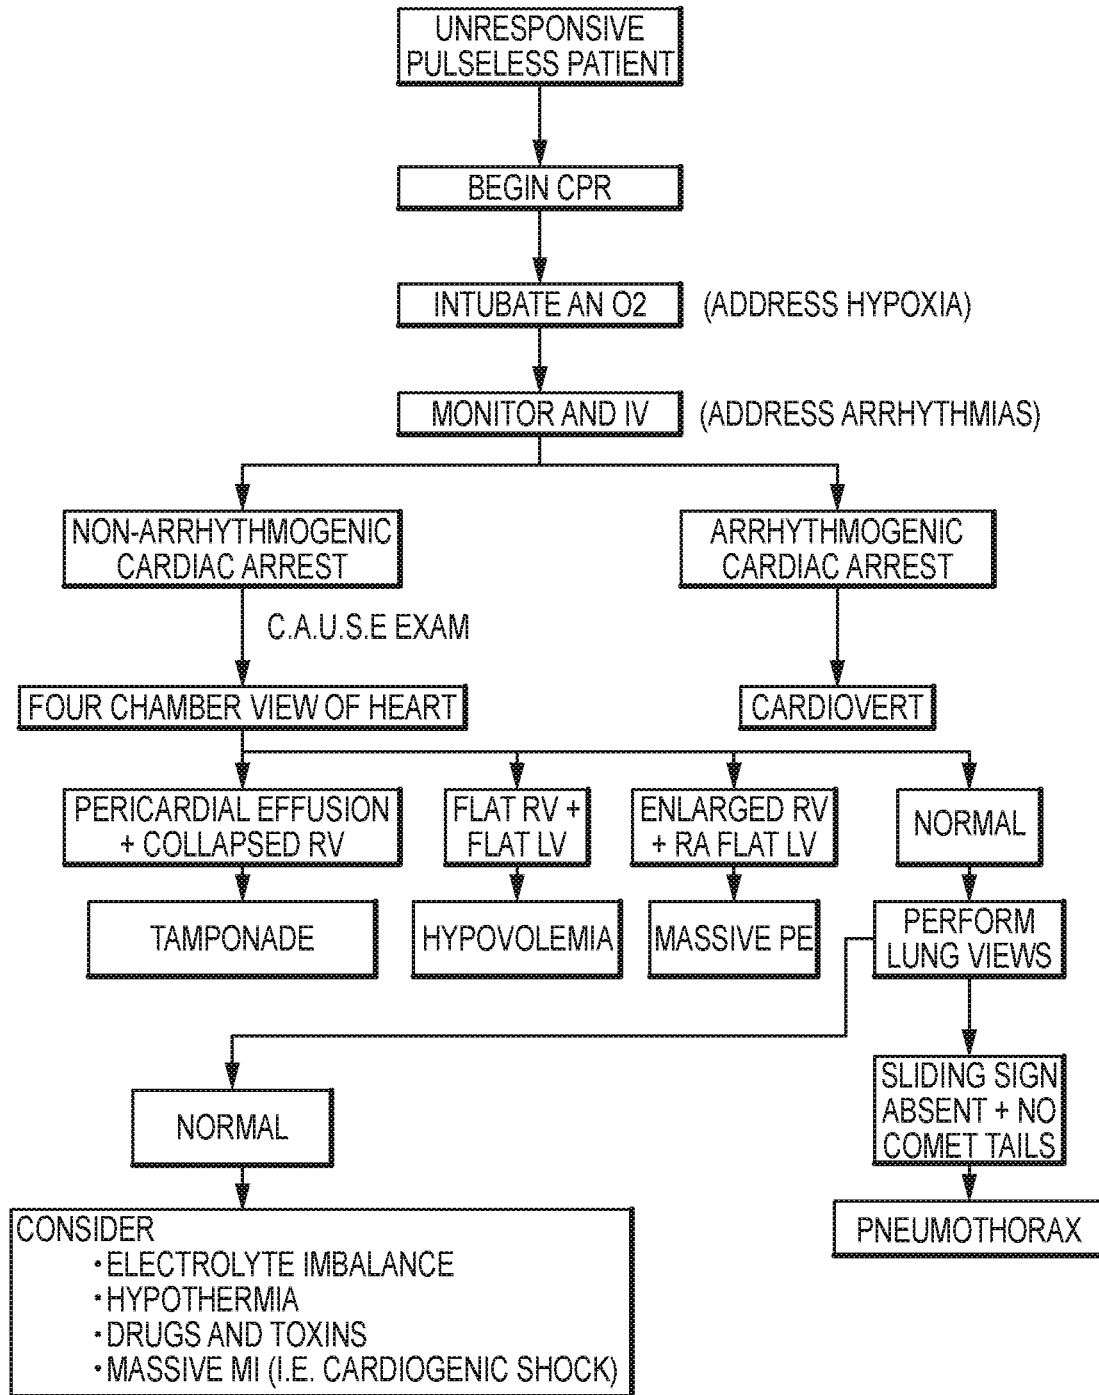 UNRESPONSIVE
PULSELESS PATIENT
BEGIN CPR
INTUBATE AN O2
(ADDRESS HYPOXIA)
MONITOR AND IV
(ADDRESS ARRHYTHMIAS)
NON-ARRHYTHMOGENIC
CARDIAC ARREST
ARRHYTHMOGENIC
CARDIAC ARREST
C.A.U.S.E EXAM
FOUR CHAMBER VIEW OF HEART
CARDIOVERT
PERICARDIAL EFFUSION
+ COLLAPSED RV
FLAT RV +
FLAT LV
ENLARGED RV
+ RA FLAT LV
NORMAL
TAMPONADE
HYPOVOLEMIA
MASSIVE PE
PERFORM
LUNG VIEWS
SLIDING SIGN
ABSENT + NO
COMET TAILS
NORMAL
PNEUMOTHORAX
CONSIDER
• ELECTROLYTE IMBALANCE
• HYPOTHERMIA
• DRUGS AND TOXINS
• MASSIVE MI (I.E. CARDIOGENIC SHOCK)